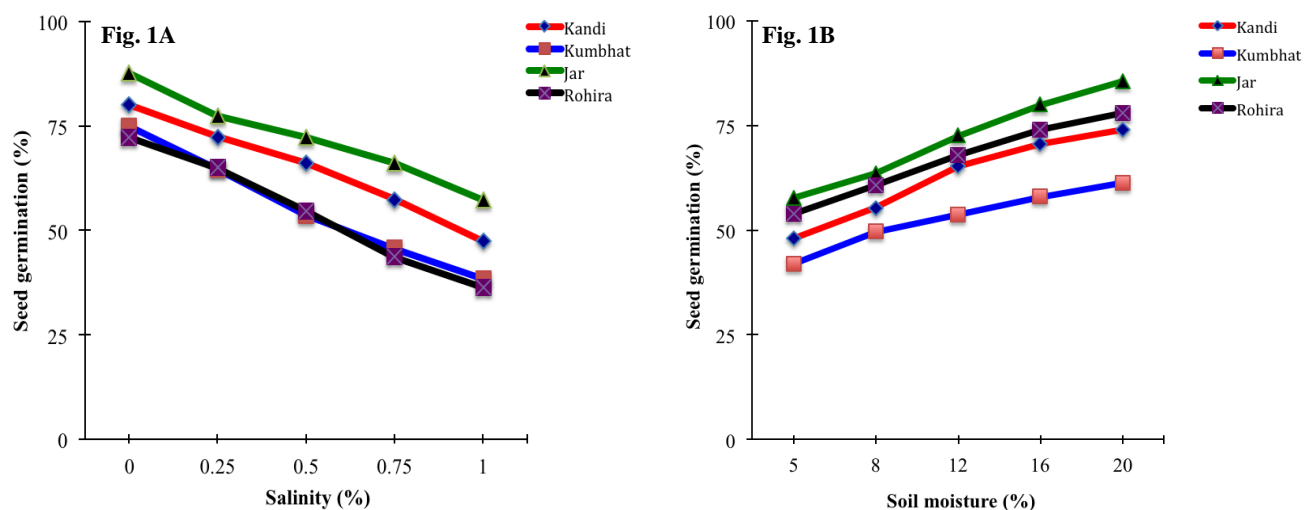 Fig. 1A
Kandi
Kumbhat
Jar
Rohira
100
75
50
25
0
Seed germination (%)
0 0.25 0.5 0.75 1
Salinity (%)
Fig. 1B
Kandi
Kumbhat
Jar
Rohira
100
75
50
25
0
Seed germination (%)
5 8 12 16 20
Soil moisture (%)